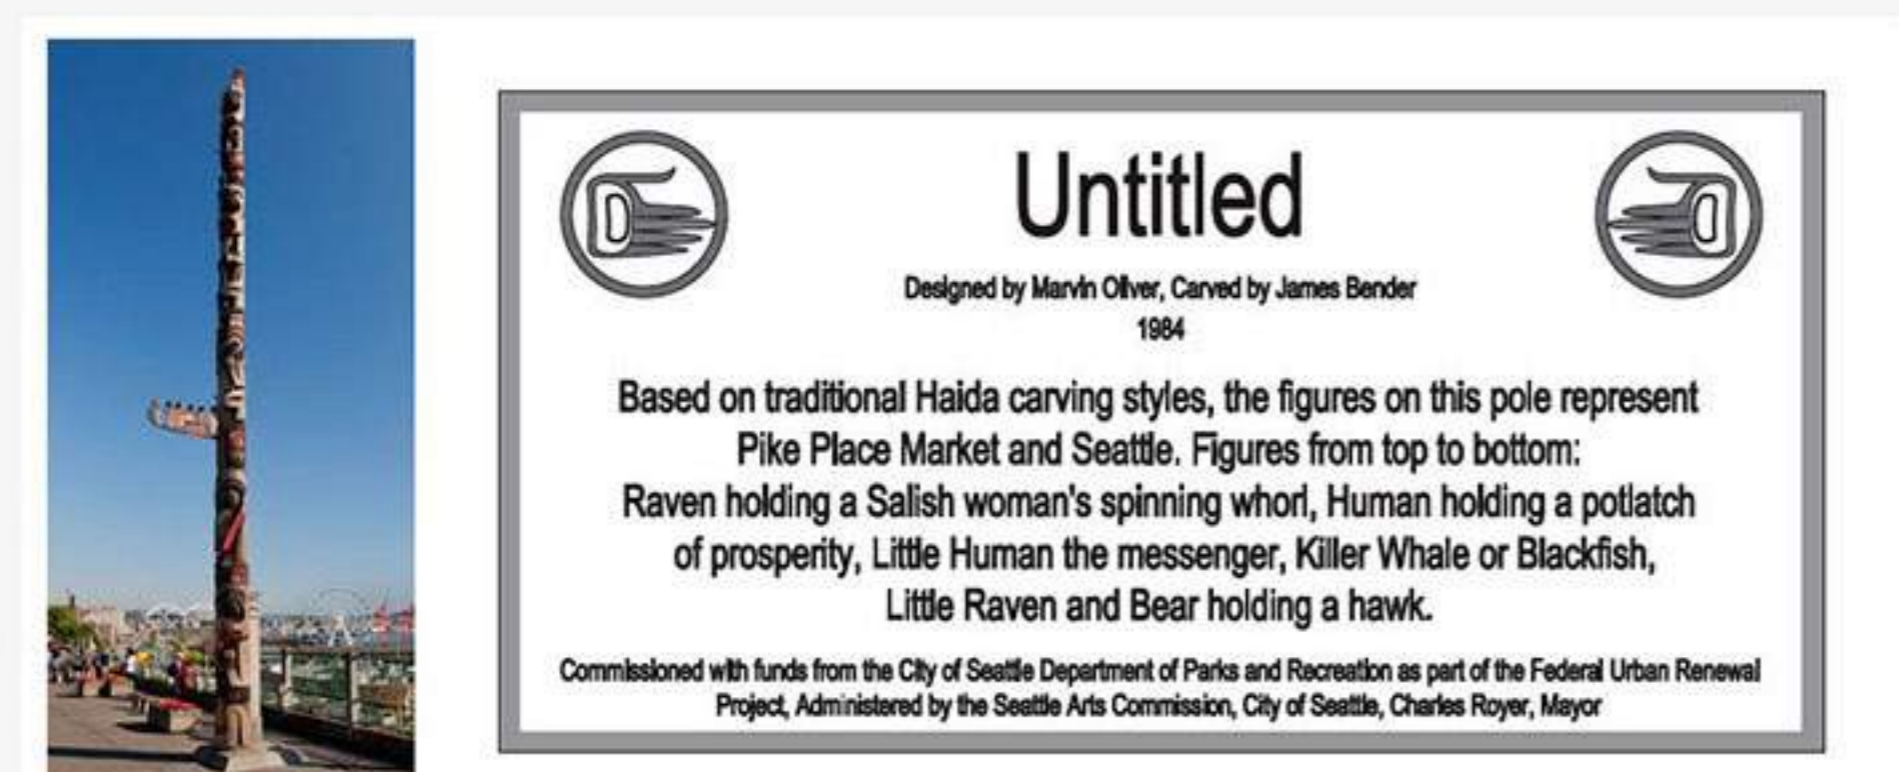 Untitled
Designed by Marvin Oliver, Carved by James Bender
1984
Based on traditional Haida carving styles, the figures on this pole represent
Pike Place Market and Seattle. Figures from top to bottom:
Raven holding a Salish woman's spinning whorl, Human holding a potlatch
of prosperity, Little Human the messenger, Killer Whale or Blackfish,
Little Raven and Bear holding a hawk.
Commissioned with funds from the City of Seattle Department of Parks and Recreation as part of the Federal Urban Renewal
Project, Administered by the Seattle Arts Commission, City of Seattle, Charles Royer, Mayor